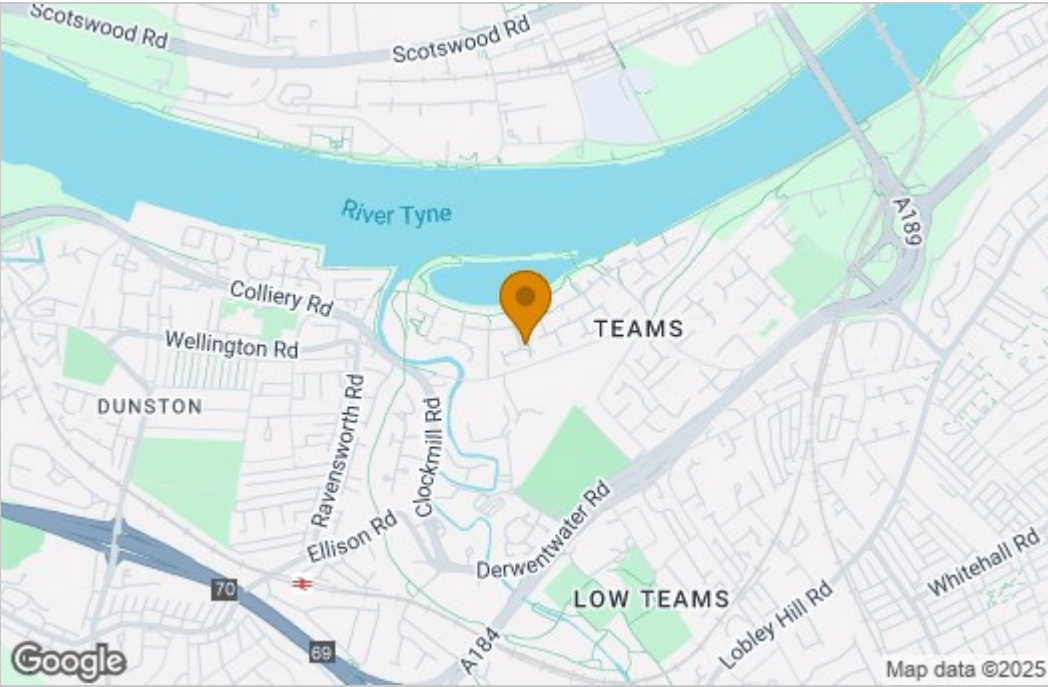 Scotswood Rd
Scotswood Rd
River Tyne
A189
Colliery Rd
TEAMS
Wellington Rd
DUNSTON
Ravensworth Rd
Clockmill Rd
Ellison Rd
Derwentwater Rd
Whitehall Rd
70
LOW TEAMS
Lobley Hill Rd
69
A184
Google
Map data ©2025